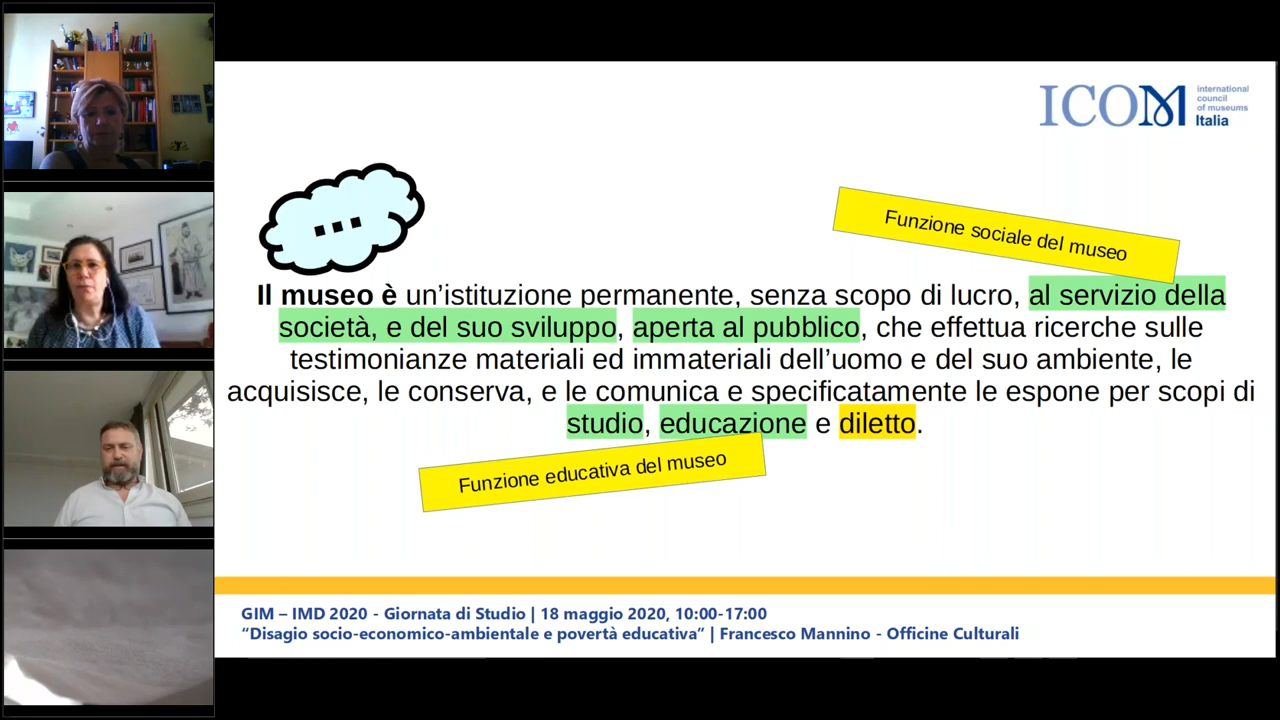 ICOM international council of museums Italia
...
Funzione sociale del museo
Il museo è un’istituzione permanente, senza scopo di lucro, al servizio della
società, e del suo sviluppo, aperta al pubblico, che effettua ricerche sulle
testimonianze materiali ed immateriali dell’uomo e del suo ambiente, le
acquisisce, le conserva, e le comunica e specificatamente le espone per scopi di
studio, educazione e diletto.
Funzione educativa del museo
GIM – IMD 2020 - Giornata di Studio | 18 maggio 2020, 10:00-17:00
“Disagio socio-economico-ambientale e povertà educativa” | Francesco Mannino - Officine Culturali